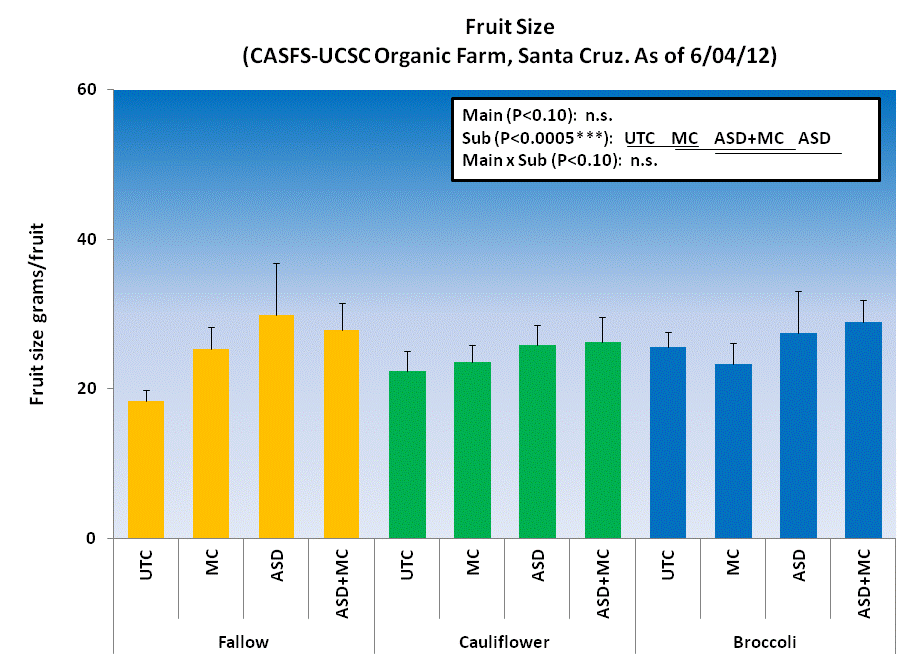 Fruit Size
(CASFS-UCSC Organic Farm, Santa Cruz. As of 6/04/12)
60
Main (P<0.10): n.s.
Sub (P<0.0005***): UTC MC ASD+MC ASD
Main x Sub (P<0.10): n.s.
40
Fruit size grams/fruit
20
0
UTC
MC
ASD
ASD+MC
UTC
MC
ASD
ASD+MC
UTC
MC
ASD
ASD+MC
Fallow
Cauliflower
Broccoli